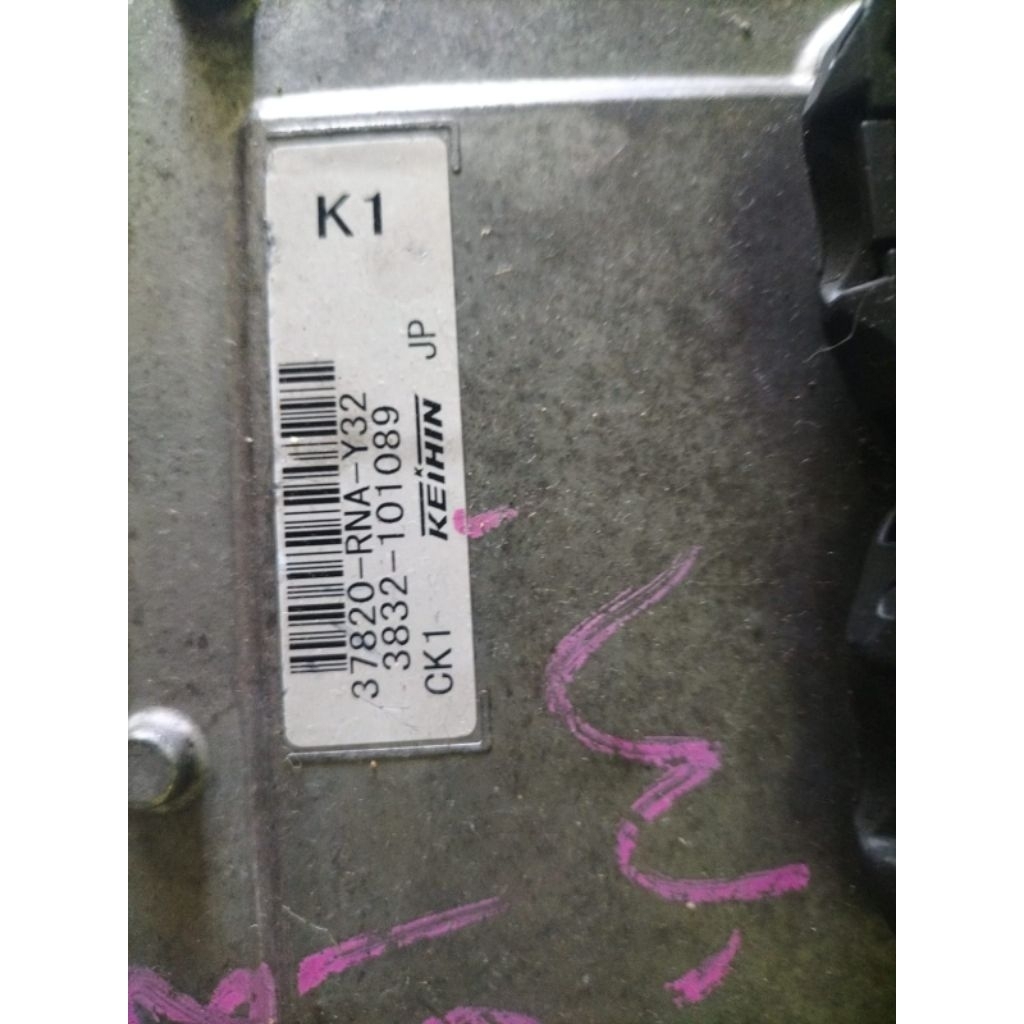 K1
37820-RNA-Y32
3832-101089
CK1 KEIHIN JP